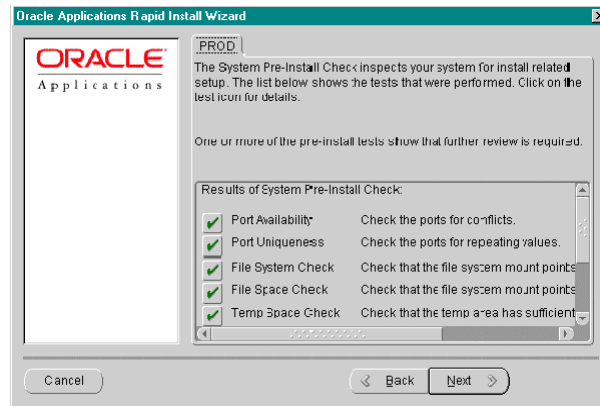 Oracle Applications Rapid Install Wizard
ORACLE
Applications
PROD
The System Pre-Install Check inspects your system for install related
setup. The list below shows the tests that were performed. Click on the
test icon for details.
One or more of the pre-install tests show that further review is required.
Results of System Pre-Install Check:
Port Availability Check the ports for conflicts.
Port Uniqueness Check the ports for repeating values.
File System Check Check that the file system mount points
File Space Check Check that the file system mount points
Temp Space Check Check that the temp area has sufficient
Cancel Back Next